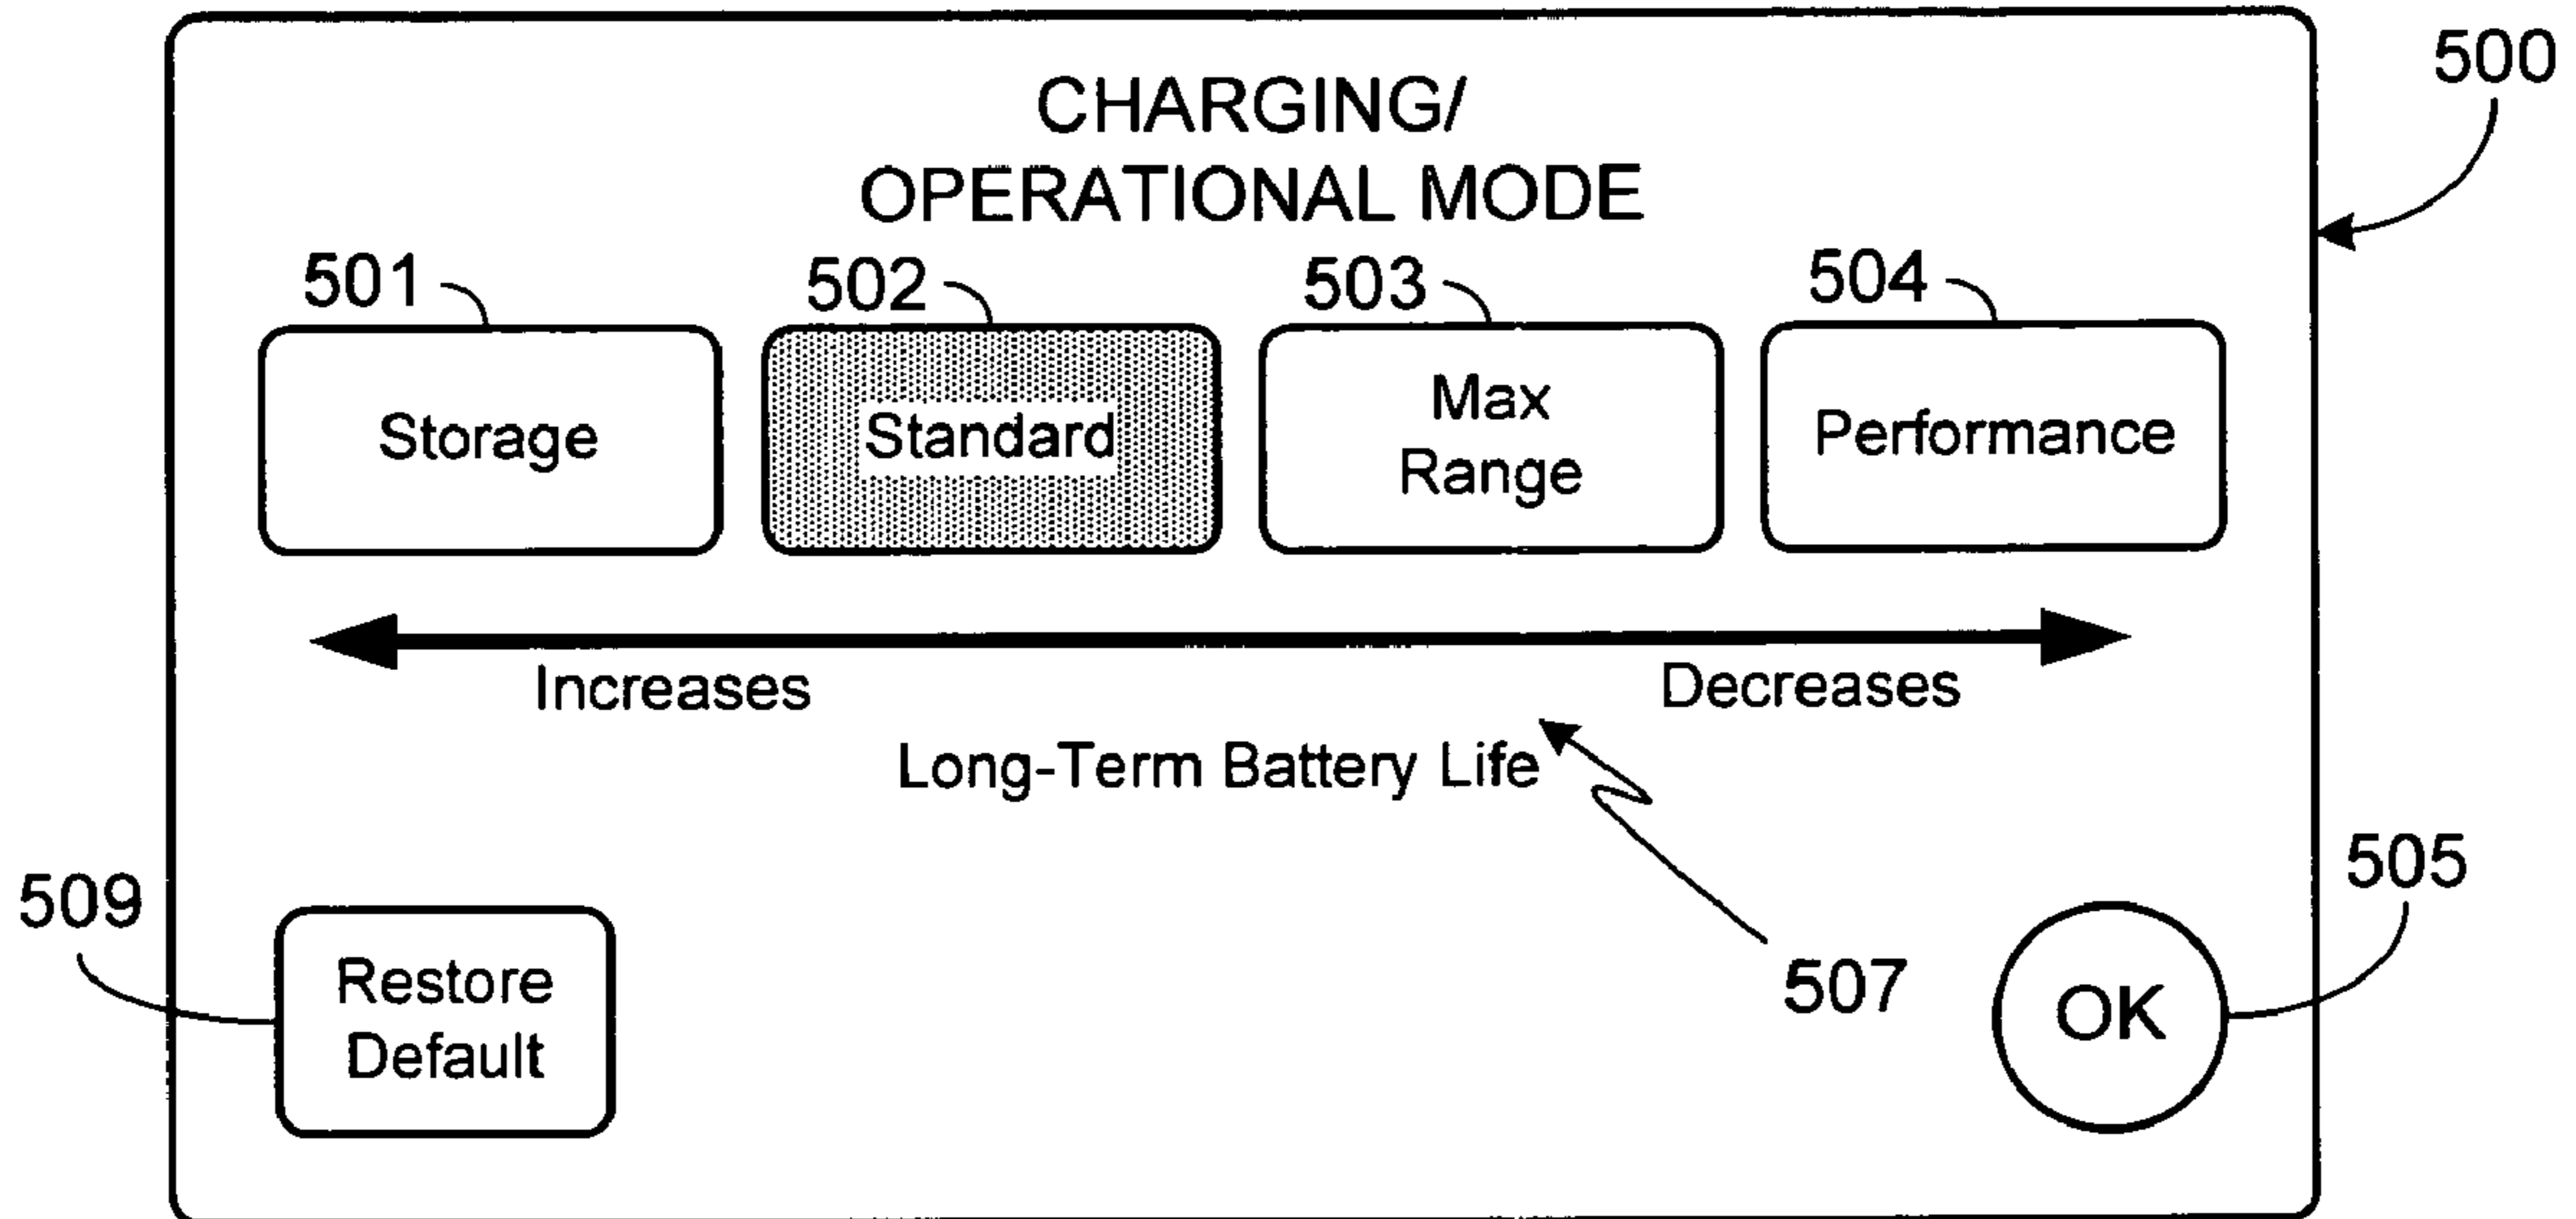 CHARGING/
OPERATIONAL MODE
500
501
502
503
504
Storage
Standard
Max
Range
Performance
Increases
Decreases
Long-Term Battery Life
509
505
Restore
Default
507
OK